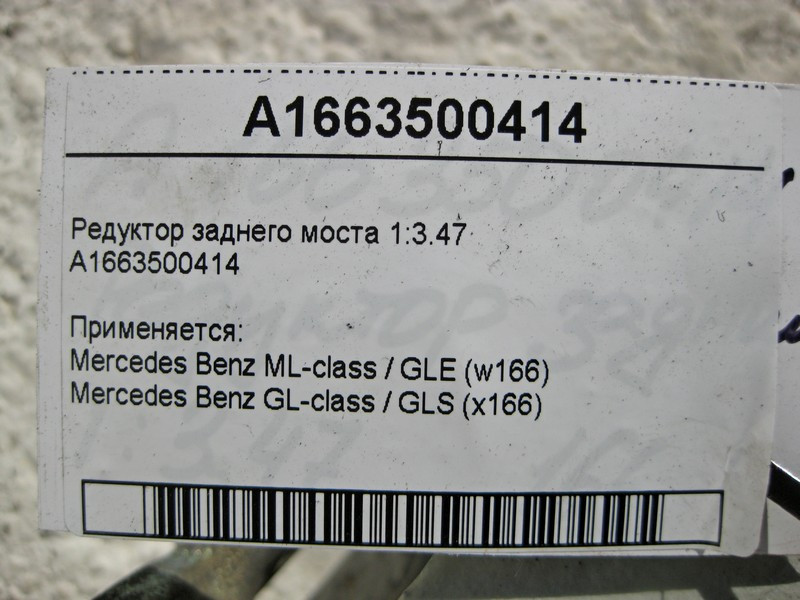 A1663500414
Редуктор заднего моста 1:3.47
A1663500414
Применяется:
Mercedes Benz ML-class / GLE (w166)
Mercedes Benz GL-class / GLS (x166)